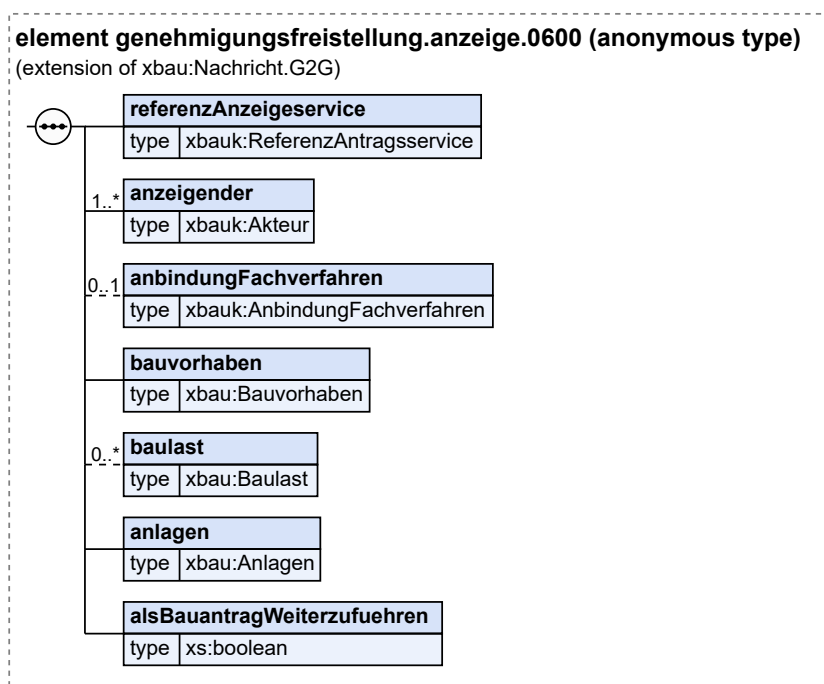 element genehmigungsfreistellung.anzeige.0600 (anonymous type)
(extension of xbau:Nachricht.G2G)
referenzAnzeigeservice
type xbauk:ReferenzAntragsservice
1..* anzeigender
type xbauk:Akteur
0..1 anbindungFachverfahren
type xbauk:AnbindungFachverfahren
bauvorhaben
type xbau:Bauvorhaben
0..* baulast
type xbau:Baulast
anlagen
type xbau:Anlagen
alsBauantragWeiterzufuehren
type xs:boolean